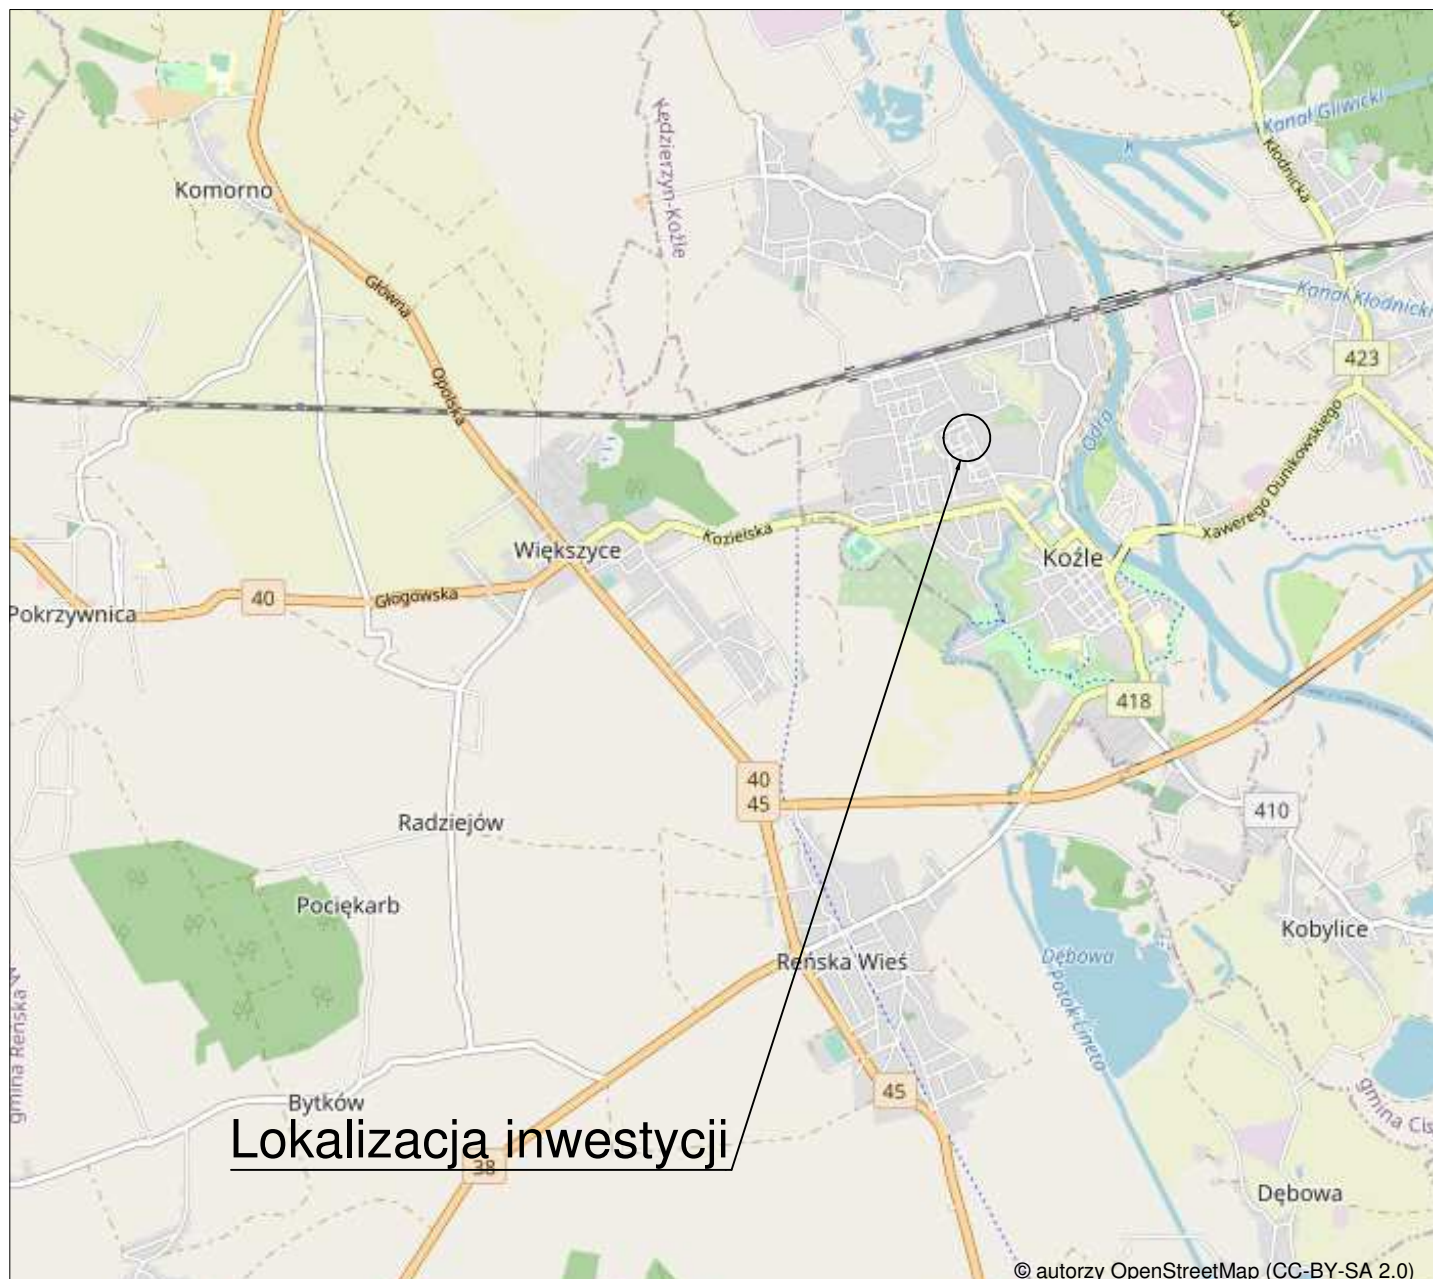 Kanał Gliwicki
Kłodnicka
Kędzierzyn-Koźle
Komorno
Główna
Kanał Kłodnicki
423
Opolska
Odra
Xawerego Dunikowskiego
Kozielska
Większyce
Koźle
40
Głogowska
Pokrzywnica
418
40
45
410
Radziejów
Pociękarb
Kobylice
Dębowa
Reńska Wieś
potok Lineta
gmina Reńska W
45
Bytków
gmina Cis
Lokalizacja inwestycji
38
Dębowa
© autorzy OpenStreetMap (CC-BY-SA 2.0)